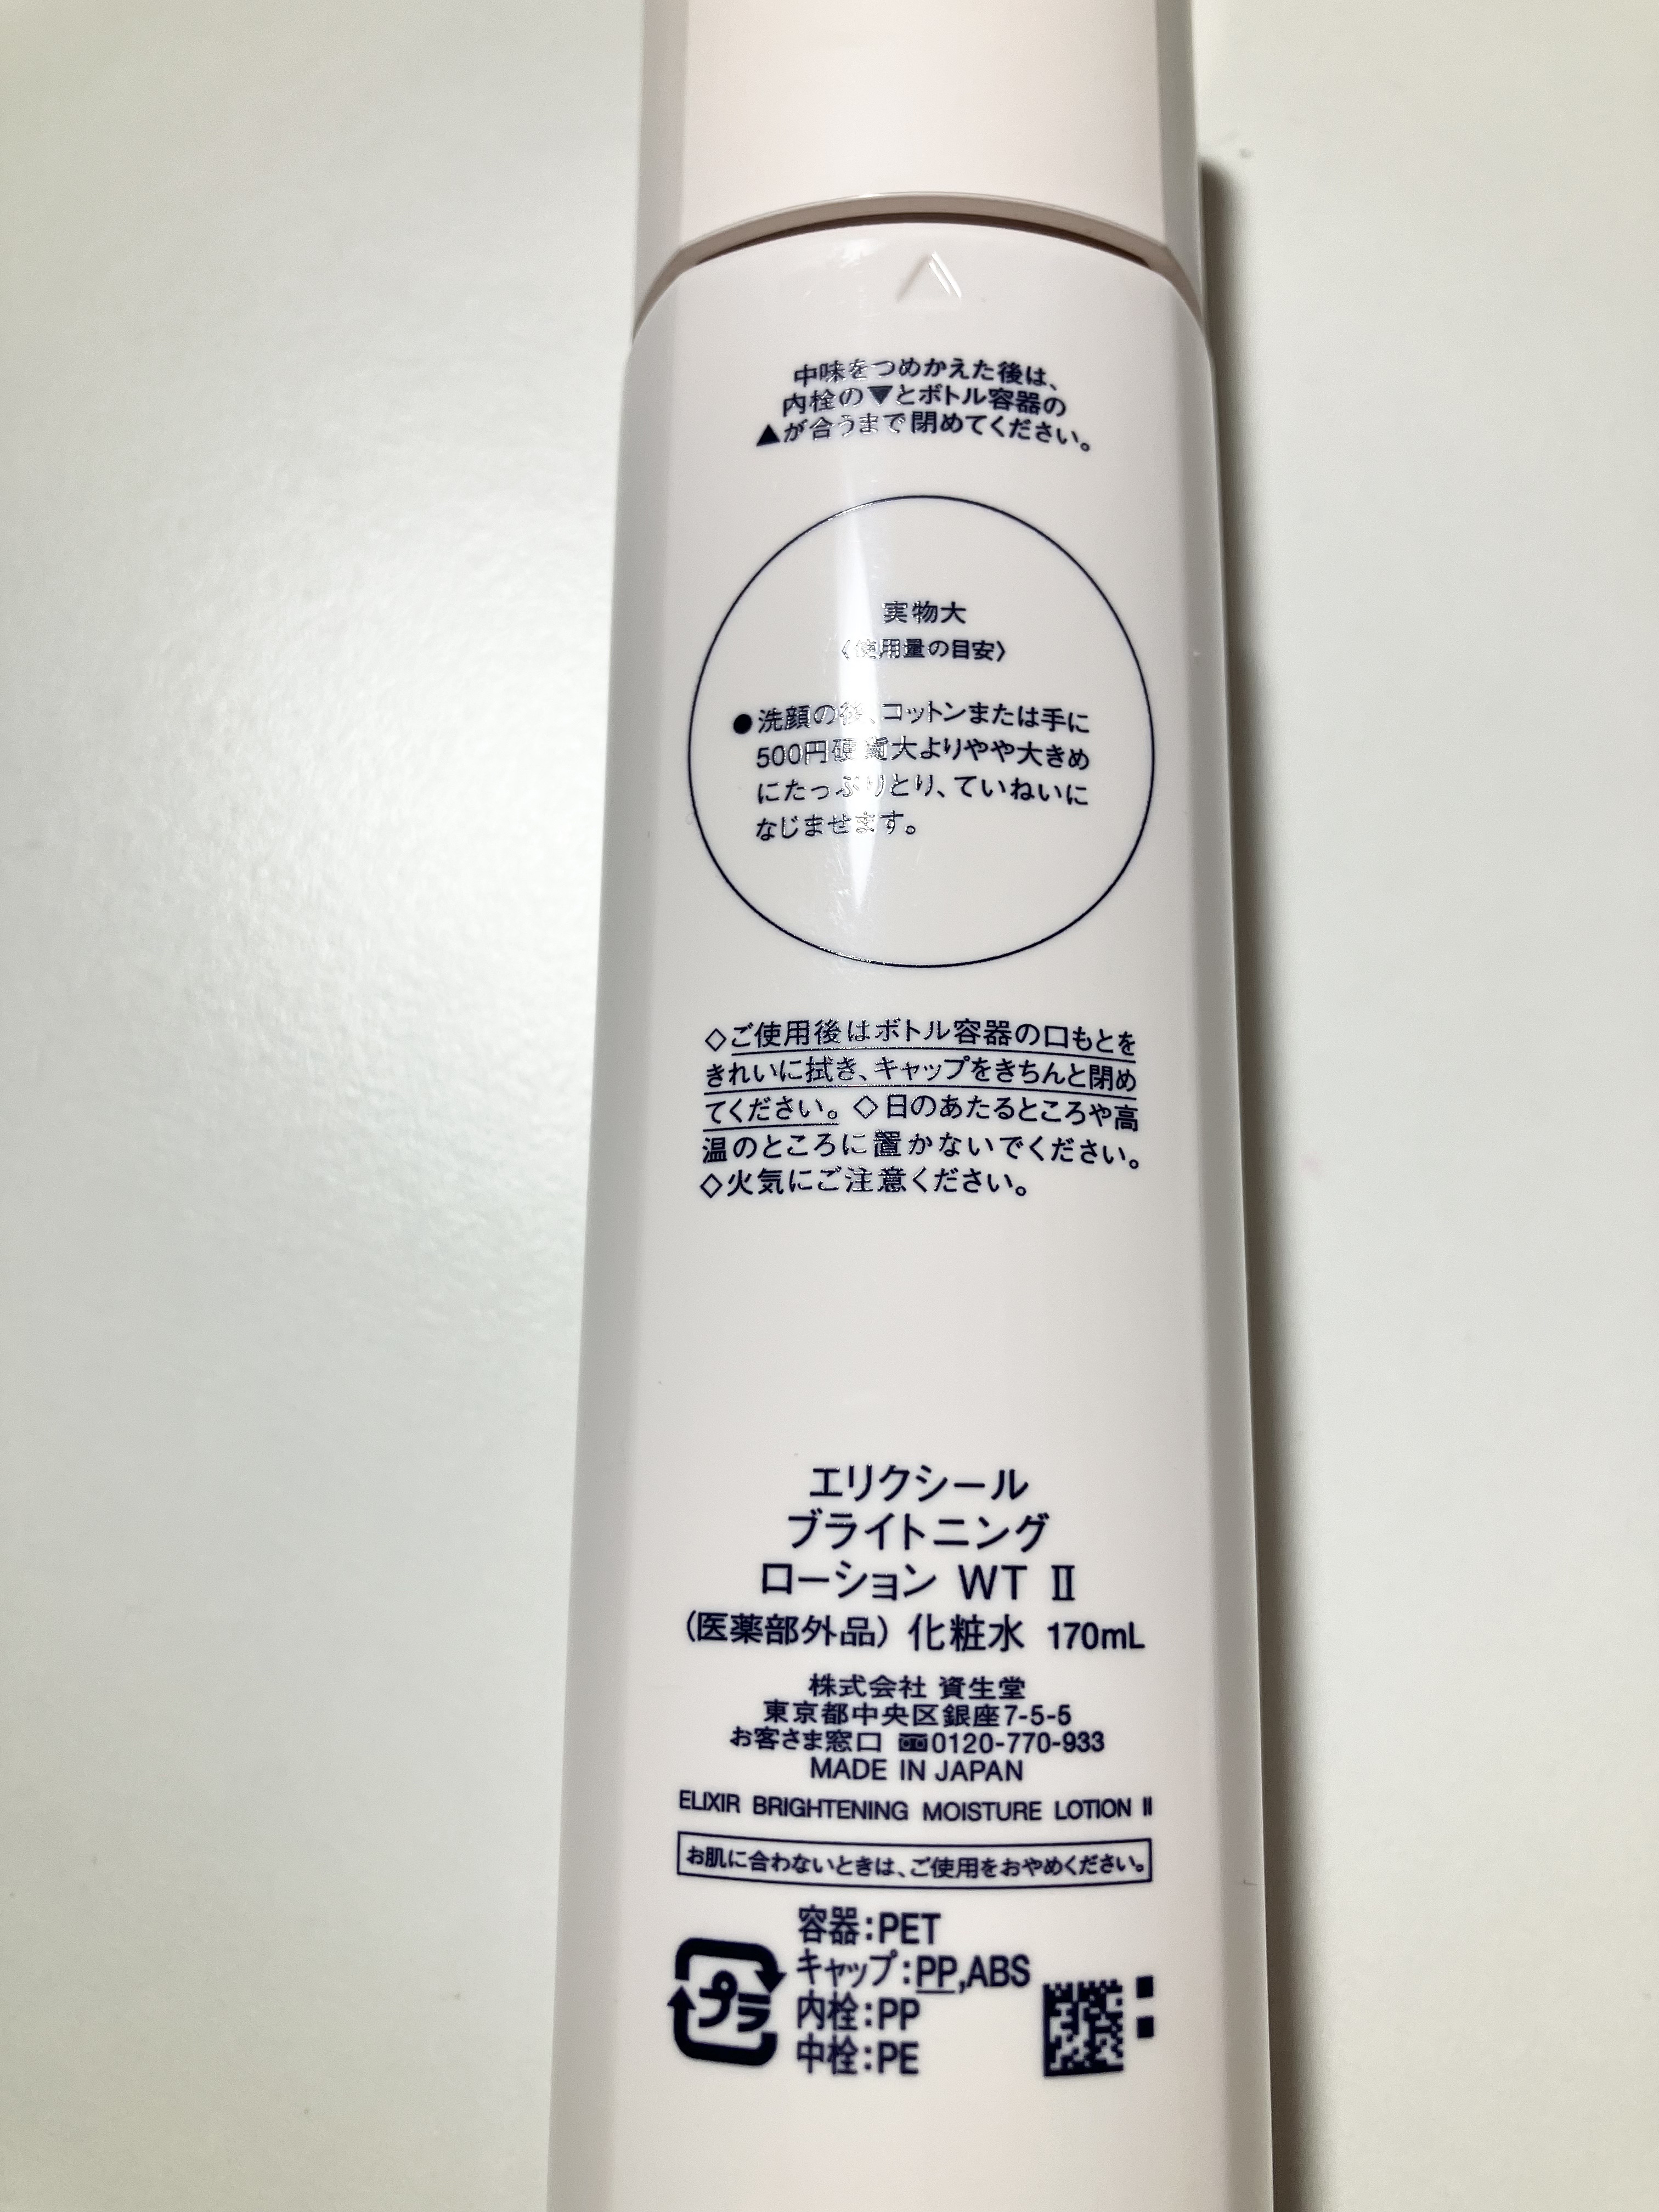 中味をつめかえた後は、
内栓の▼とボトル容器の
▲が合うまで閉めてください。
実物大
〈使用量の目安〉
●洗顔の後、コットンまたは手に
500円硬貨大よりやや大きめ
にたっぷりとり、ていねいに
なじませます。
◇ご使用後はボトル容器の口もとを
きれいに拭き、キャップをきちんと閉め
てください。◇日のあたるところや高
温のところに置かないでください。
◇火気にご注意ください。
エリクシール
ブライトニング
ローション WT Ⅱ
(医薬部外品) 化粧水 170mL
株式会社 資生堂
東京都中央区銀座7-5-5
お客さま窓口 0120-770-933
MADE IN JAPAN
ELIXIR BRIGHTENING MOISTURE LOTION Ⅱ
お肌に合わないときは、ご使用をおやめください。
プラ
容器:PET
キャップ:PP,ABS
内栓:PP
中栓:PE